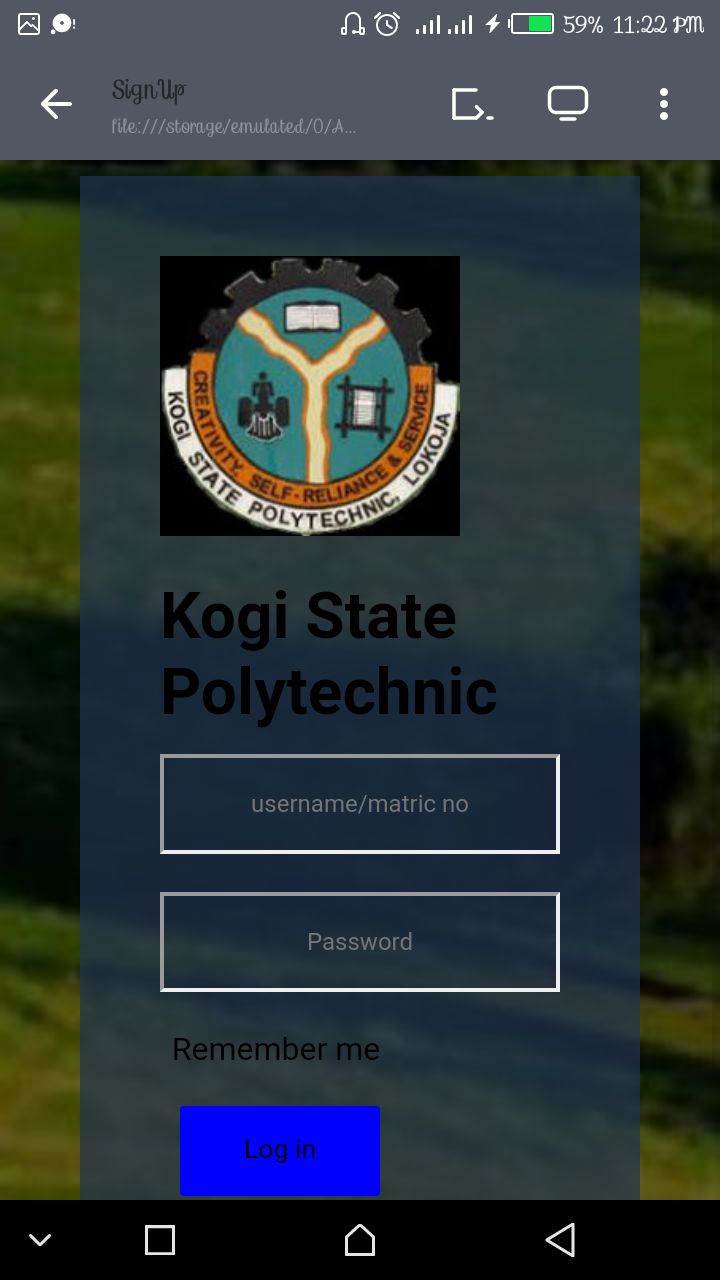 59% 11:22 PM
SignUp
file:///storage/emulated/0/A...
CREATIVITY, SELF-RELIANCE & SERVICE
KOGI STATE POLYTECHNIC, LOKOJA
Kogi State
Polytechnic
username/matric no
Password
Remember me
Log in